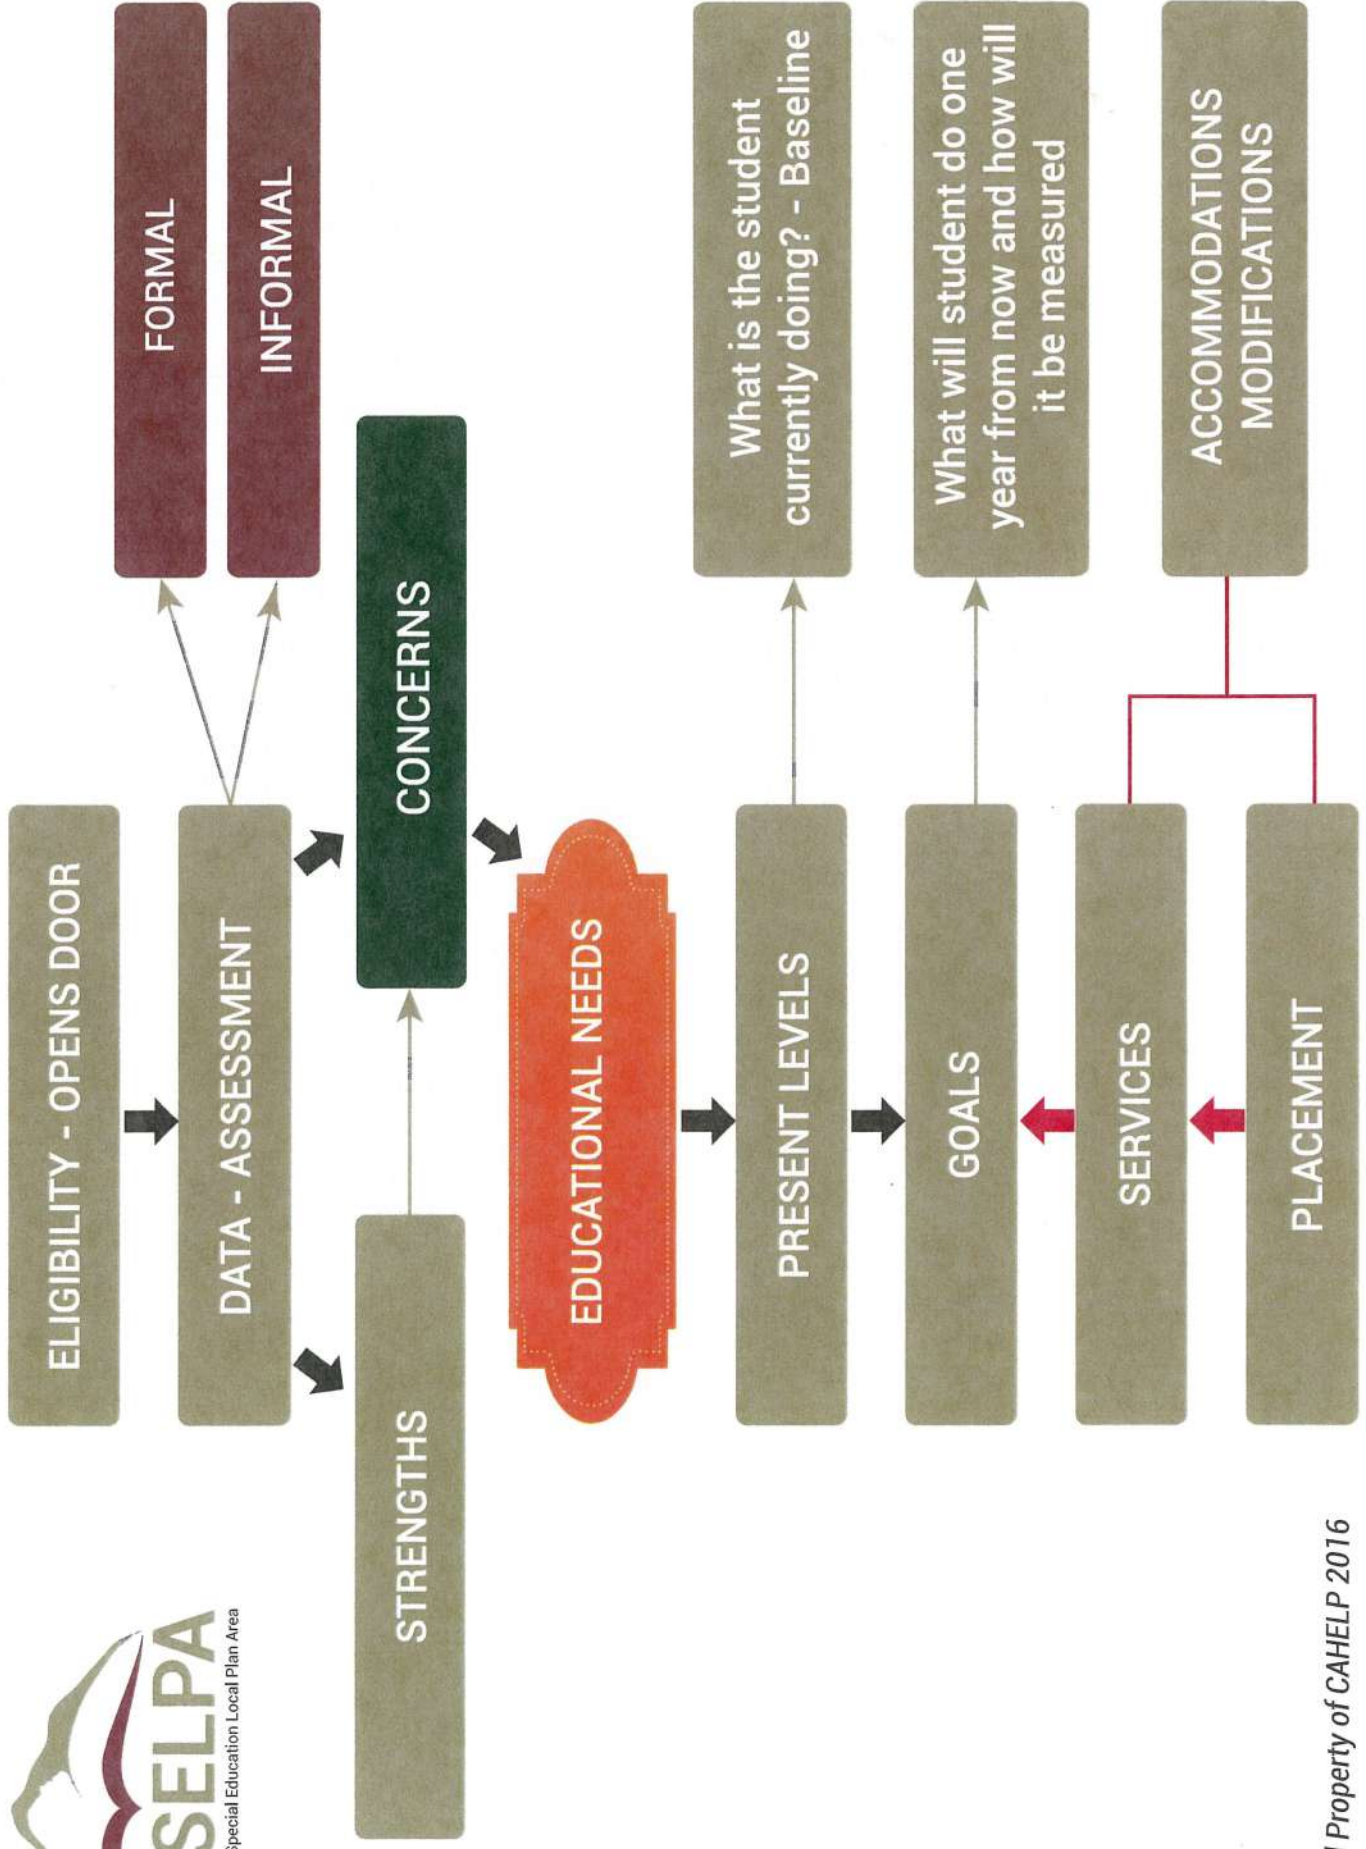 SELPA
Special Education Local Plan Area
ELIGIBILITY - OPENS DOOR
DATA - ASSESSMENT
FORMAL
INFORMAL
STRENGTHS
CONCERNS
EDUCATIONAL NEEDS
PRESENT LEVELS
What is the student
currently doing? - Baseline
GOALS
What will student do one
year from now and how will
it be measured
SERVICES
ACCOMMODATIONS
MODIFICATIONS
PLACEMENT
Property of CAHELP 2016